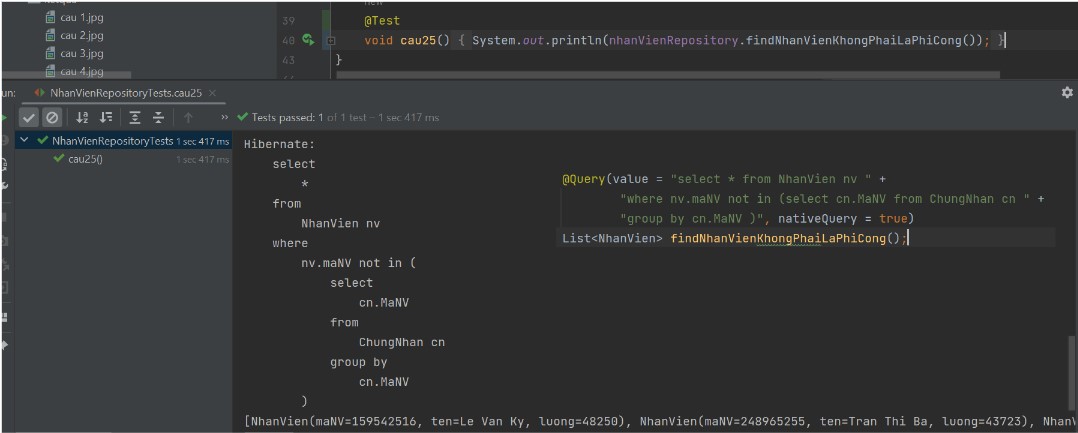 cau 1.jpg
cau 2.jpg
cau 3.jpg
cau 4.jpg
39 @Test
40 void cau25() { System.out.println(nhanVienRepository.findNhanVienKhongPhaiLaPhiCong()); }
43 }
un: NhanVienRepositoryTests.cau25 ×
Tests passed: 1 of 1 test – 1 sec 417 ms
NhanVienRepositoryTests 1 sec 417 ms
cau25() 1 sec 417 ms
Hibernate:
select
*
from
NhanVien nv
where
nv.maNV not in (
select
cn.MaNV
from
ChungNhan cn
group by
cn.MaNV
)
@Query(value = "select * from NhanVien nv " +
"where nv.maNV not in (select cn.MaNV from ChungNhan cn " +
"group by cn.MaNV )", nativeQuery = true)
List<NhanVien> findNhanVienKhongPhaiLaPhiCong();
[NhanVien(maNV=159542516, ten=Le Van Ky, luong=48250), NhanVien(maNV=248965255, ten=Tran Thi Ba, luong=43723), NhanV